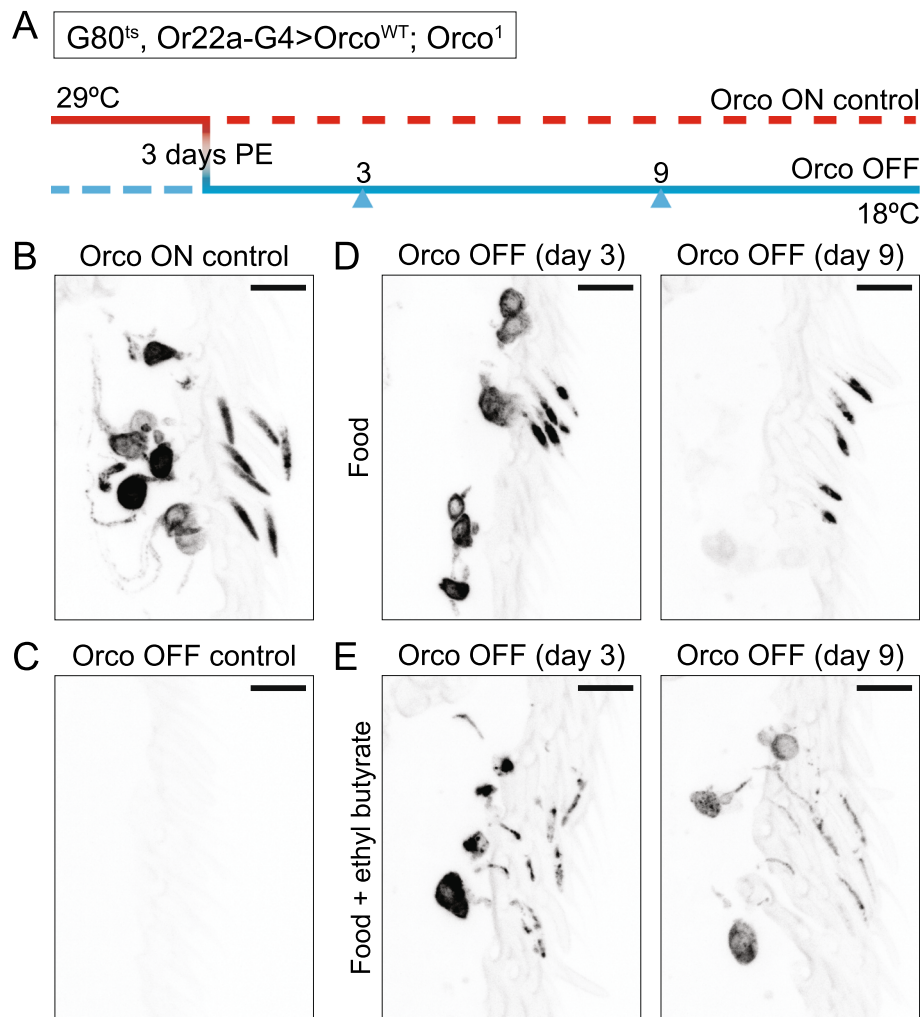 A
G80ᵗˢ, Or22a-G4>Orcoᵂᵀ; Orco¹
29ºC
Orco ON control
3 days PE
3
9
Orco OFF
18ºC
B
Orco ON control
D
Orco OFF (day 3)
Orco OFF (day 9)
Food
C
Orco OFF control
E
Orco OFF (day 3)
Orco OFF (day 9)
Food + ethyl butyrate